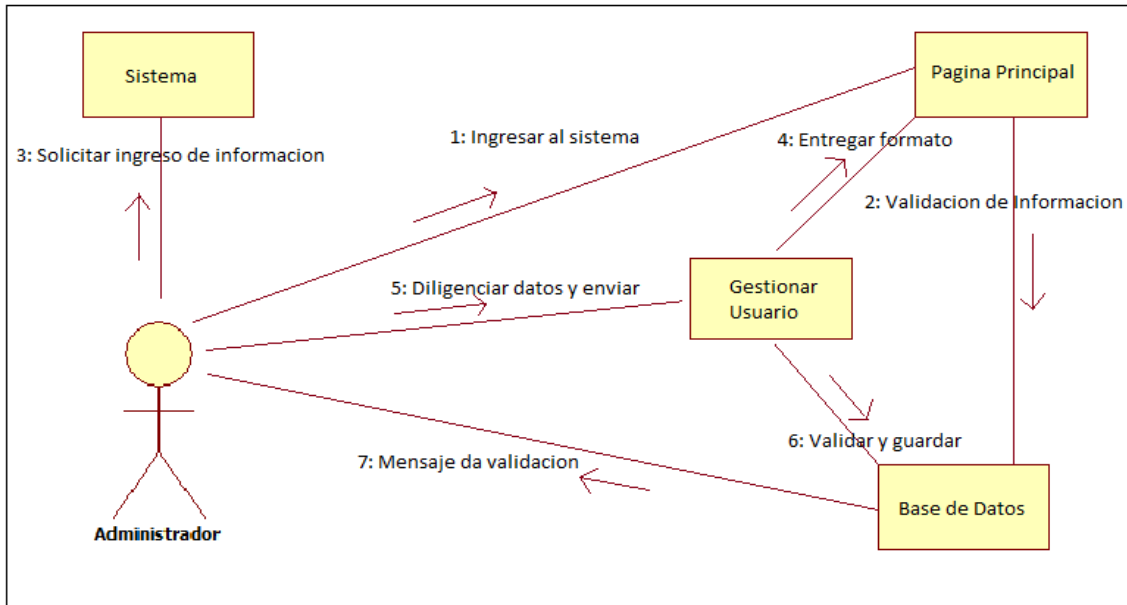 Sistema
Pagina Principal
1: Ingresar al sistema
4: Entregar formato
3: Solicitar ingreso de informacion
2: Validacion de Informacion
5: Diligenciar datos y enviar
Gestionar
Usuario
6: Validar y guardar
7: Mensaje da validacion
Base de Datos
Administrador